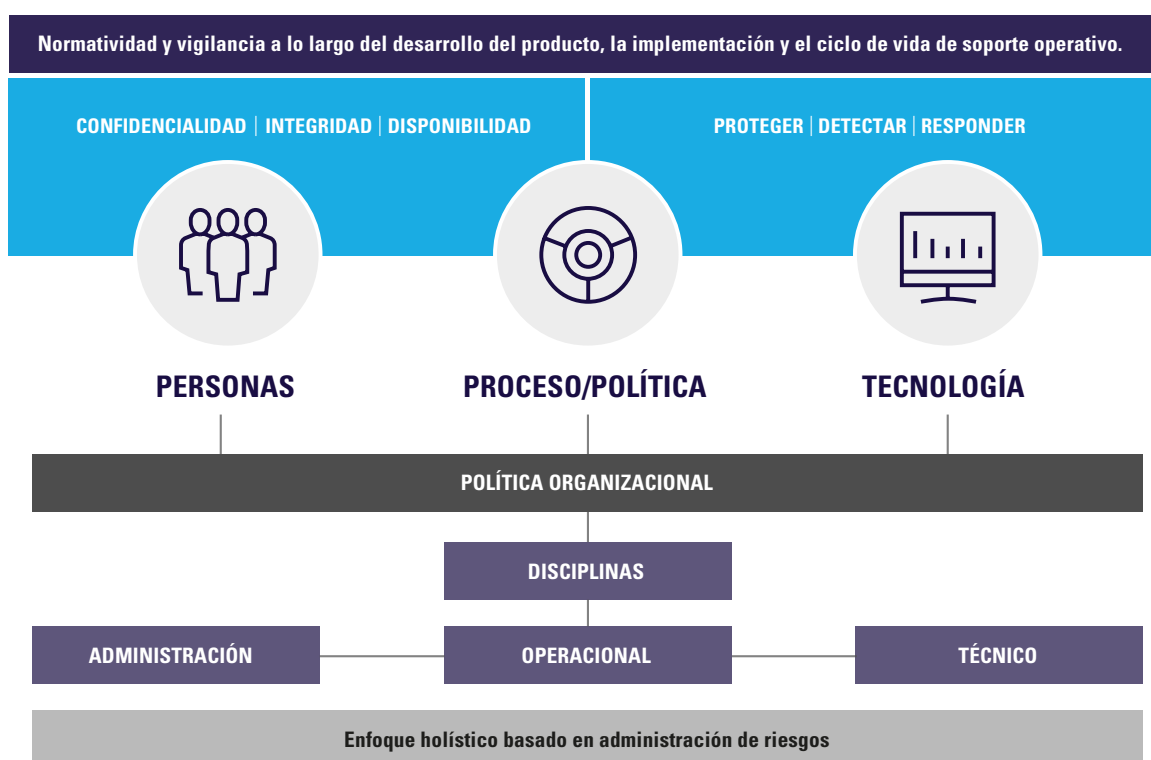 Normatividad y vigilancia a lo largo del desarrollo del producto, la implementación y el ciclo de vida de soporte operativo.
CONFIDENCIALIDAD | INTEGRIDAD | DISPONIBILIDAD
PROTEGER | DETECTAR | RESPONDER
PERSONAS
PROCESO/POLÍTICA
TECNOLOGÍA
POLÍTICA ORGANIZACIONAL
DISCIPLINAS
ADMINISTRACIÓN
OPERACIONAL
TÉCNICO
Enfoque holístico basado en administración de riesgos